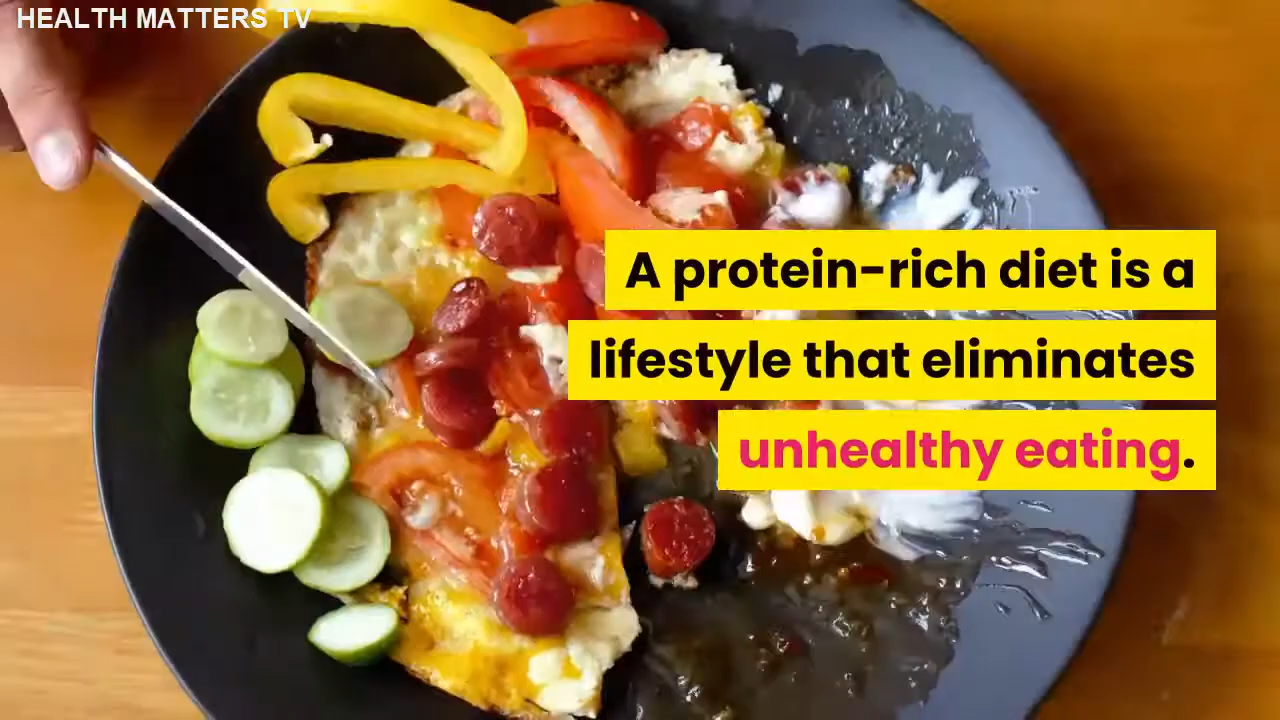 HEALTH MATTERS TV
A protein-rich diet is a
lifestyle that eliminates
unhealthy eating.